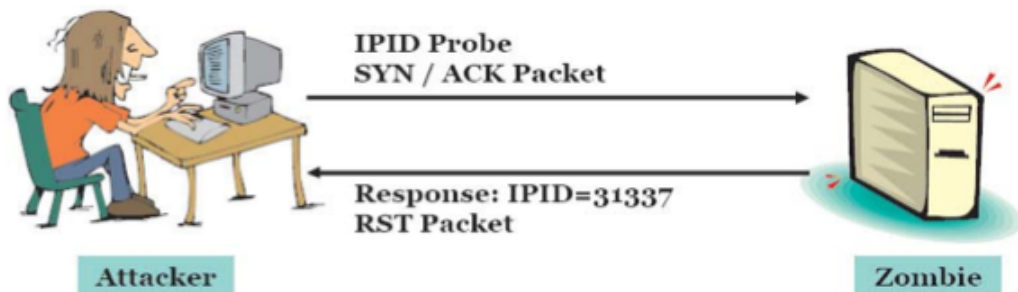 IPID Probe
SYN / ACK Packet
Response: IPID=31337
RST Packet
Attacker
Zombie